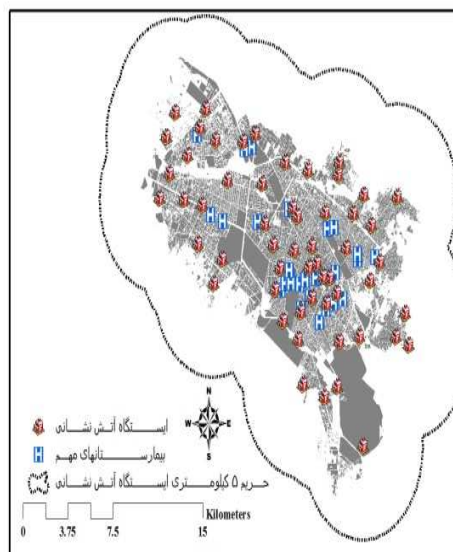 N
W E
S
ایستگاه آتش نشانی
بیمارستانهای مهم
حریم ۵ کیلومتری ایستگاه آتش نشانی
Kilometers
0 3.75 7.5 15